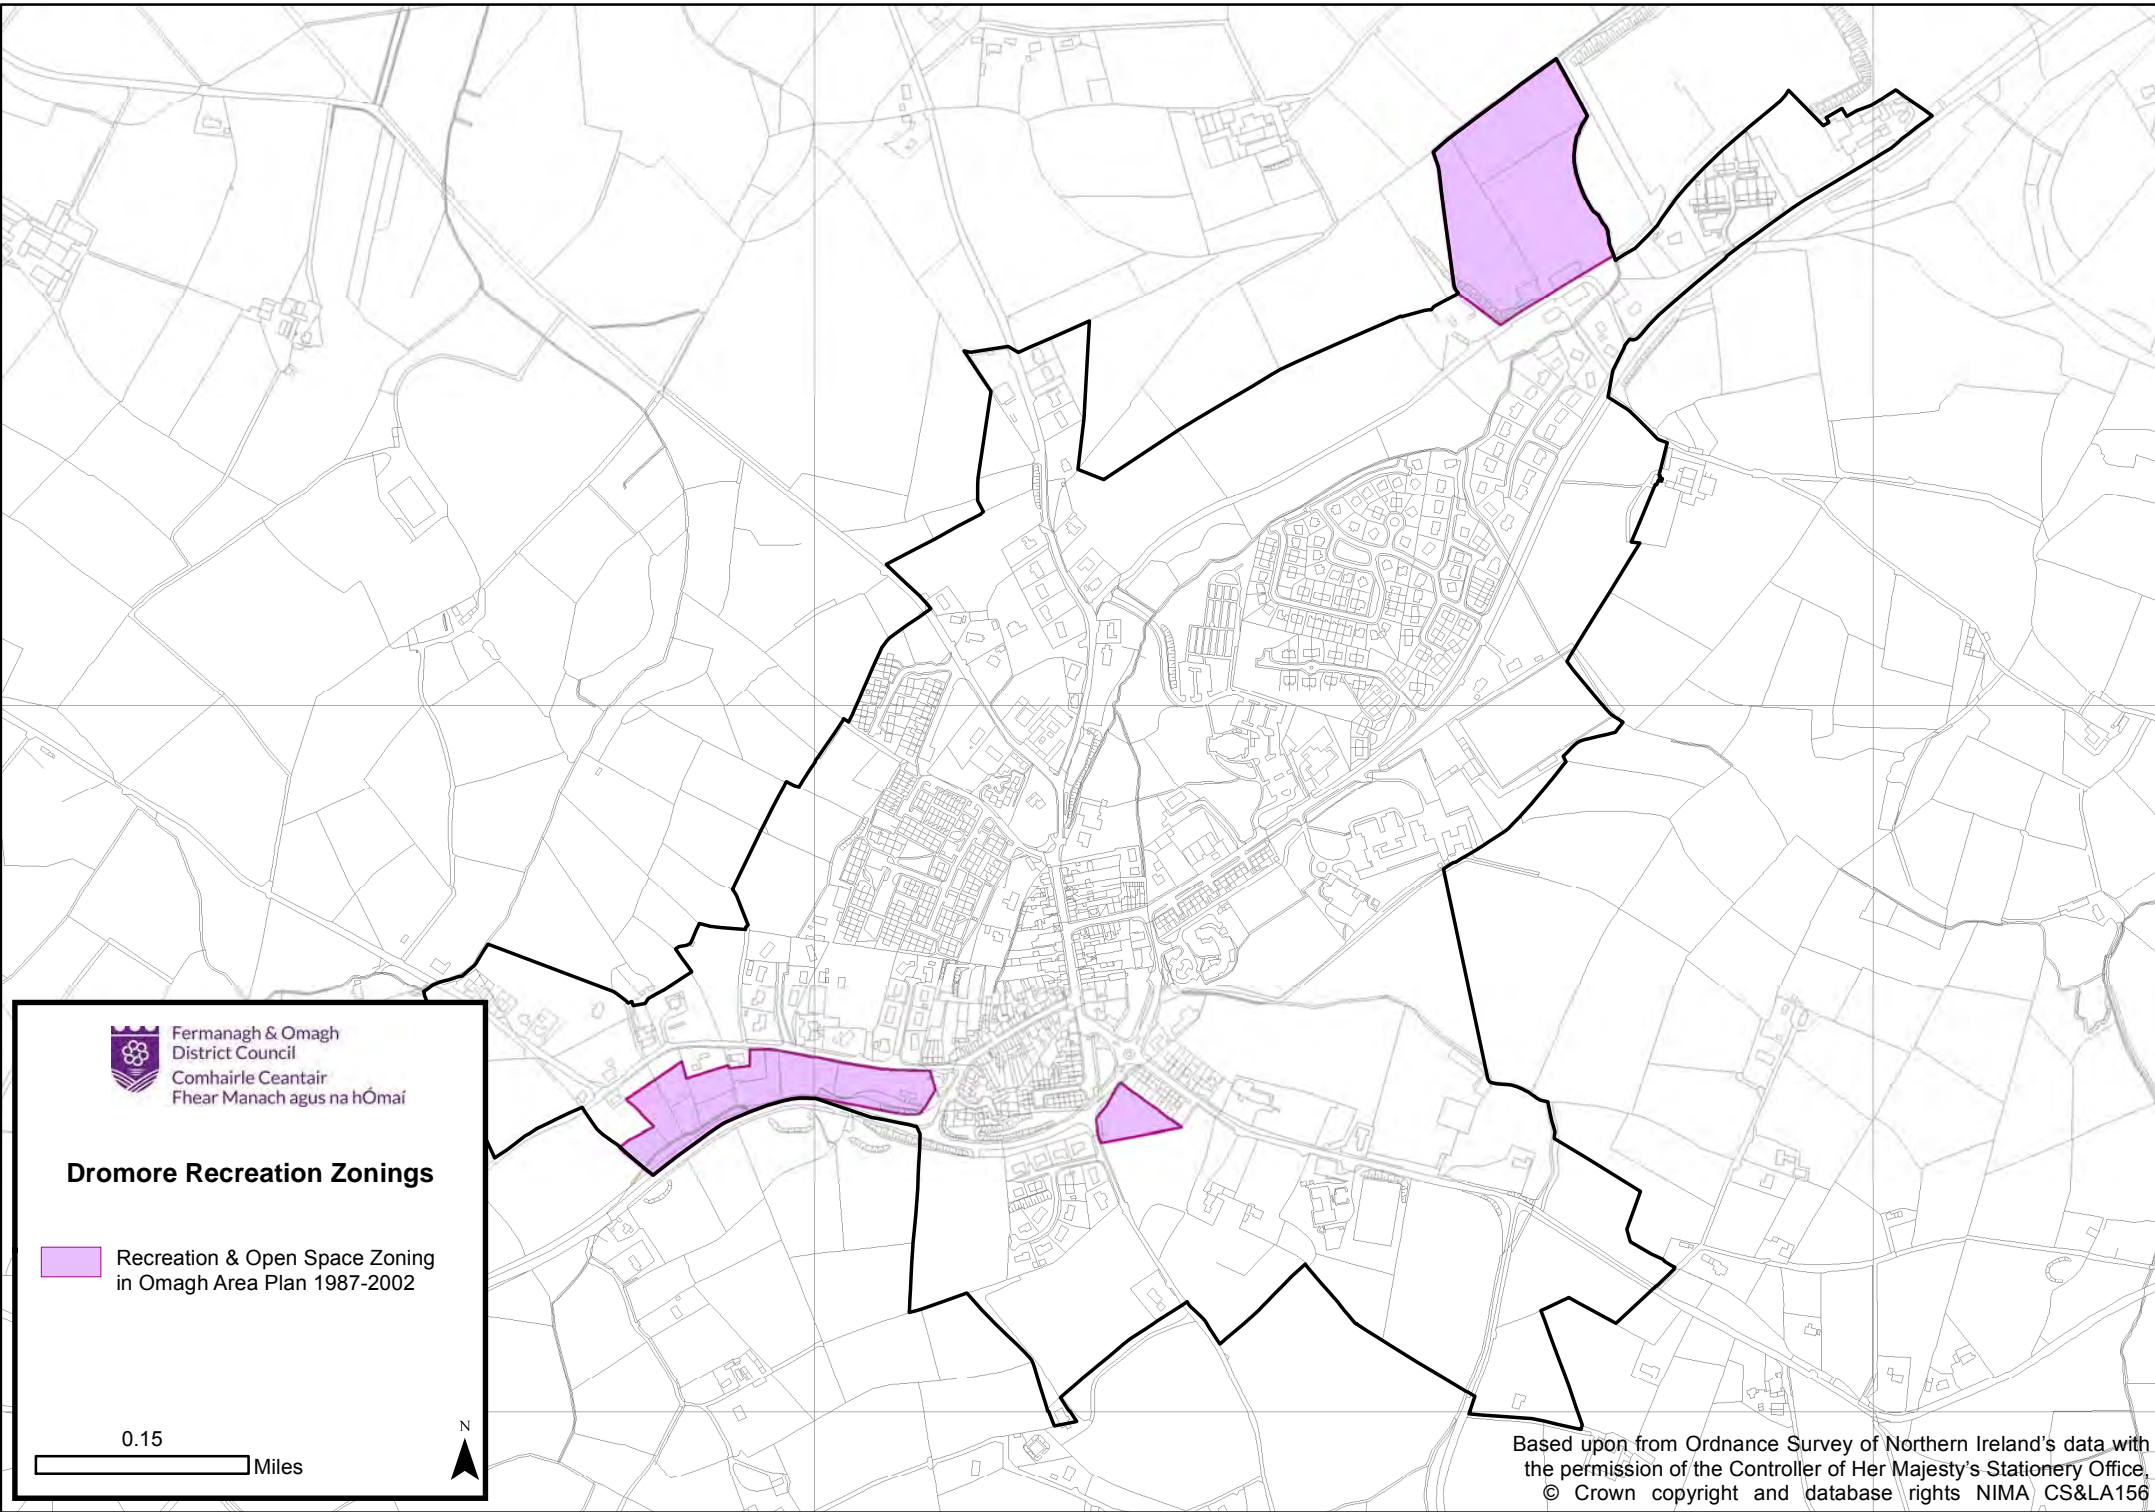 Fermanagh & Omagh
District Council
Comhairle Ceantair
Fhear Manach agus na hÓmaí
Dromore Recreation Zonings
Recreation & Open Space Zoning
in Omagh Area Plan 1987-2002
0.15
Miles
N
Based upon from Ordnance Survey of Northern Ireland's data with
the permission of the Controller of Her Majesty's Stationery Office,
© Crown copyright and database rights NIMA CS&LA156